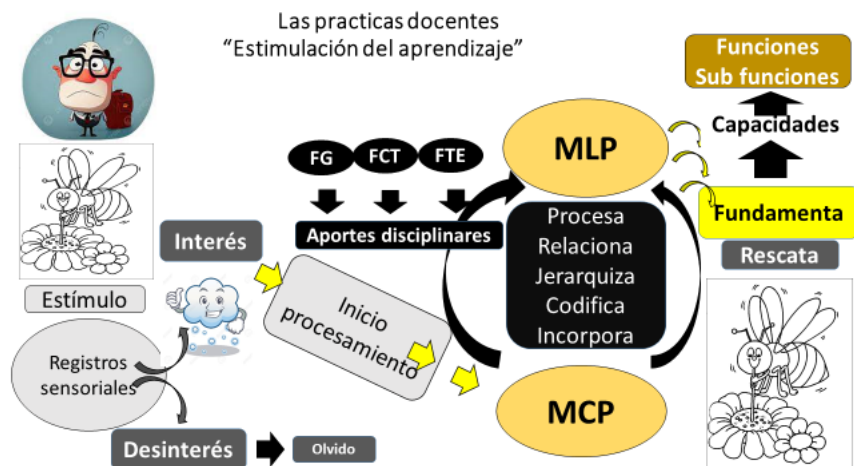 Las practicas docentes
“Estimulación del aprendizaje”
Funciones
Sub funciones
Capacidades
FG
FCT
FTE
MLP
Fundamenta
Aportes disciplinares
Procesa
Relaciona
Jerarquiza
Codifica
Incorpora
Rescata
Interés
Estímulo
Inicio
procesamiento
Registros
sensoriales
MCP
Desinterés
Olvido